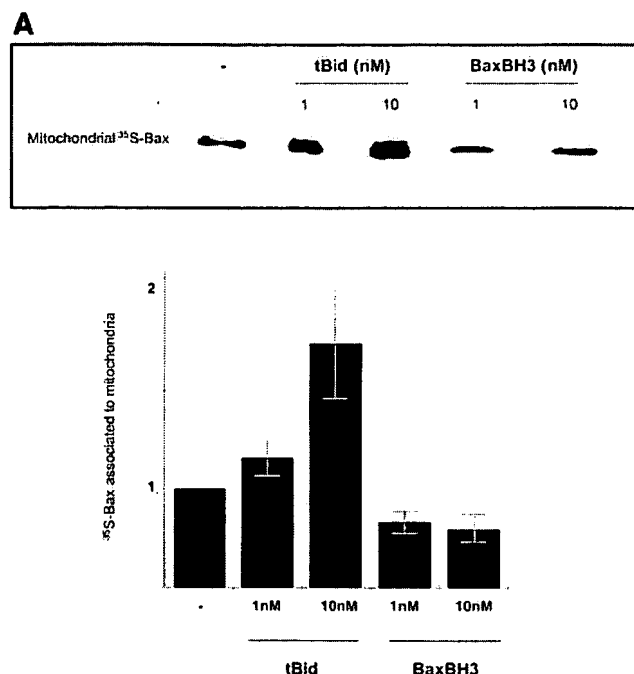 A
- tBid (nM) BaxBH3 (nM)
1 10 1 10
Mitochondrial ³⁵S-Bax
2
1
³⁵S-Bax associated to mitochondria
- 1nM 10nM 1nM 10nM
tBid BaxBH3